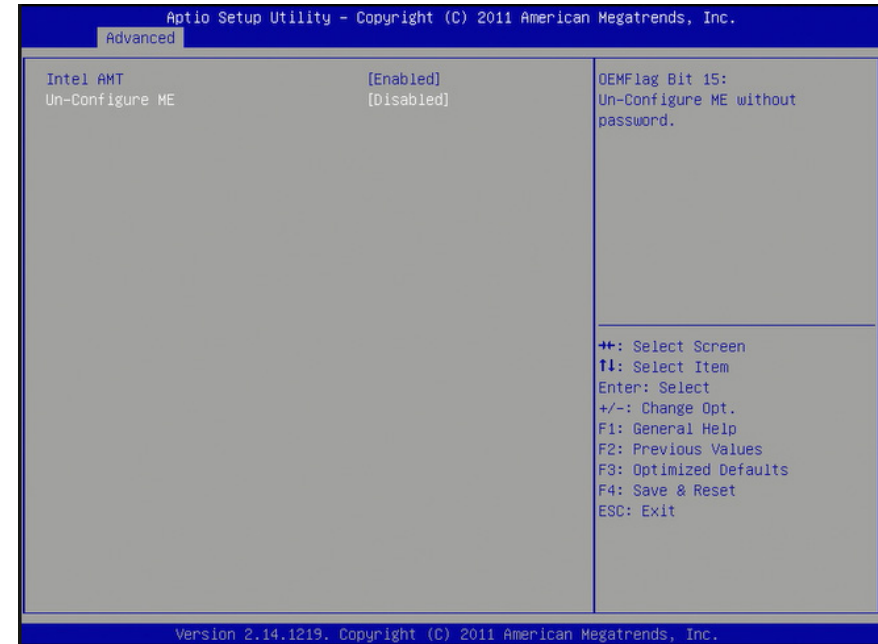 Aptio Setup Utility – Copyright (C) 2011 American Megatrends, Inc.
Advanced
Intel AMT [Enabled]
Un-Configure ME [Disabled]
OEMFlag Bit 15:
Un-Configure ME without
password.
→←: Select Screen
↑↓: Select Item
Enter: Select
+/-: Change Opt.
F1: General Help
F2: Previous Values
F3: Optimized Defaults
F4: Save & Reset
ESC: Exit
Version 2.14.1219. Copyright (C) 2011 American Megatrends, Inc.